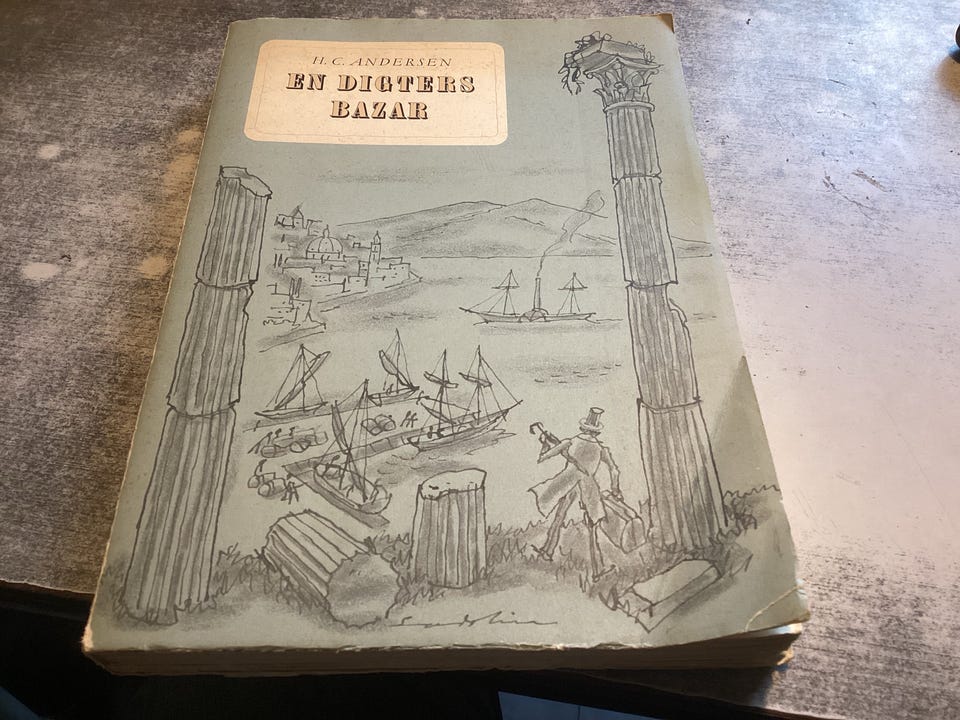 H. C. ANDERSEN
EN DIGTERS
BAZAR